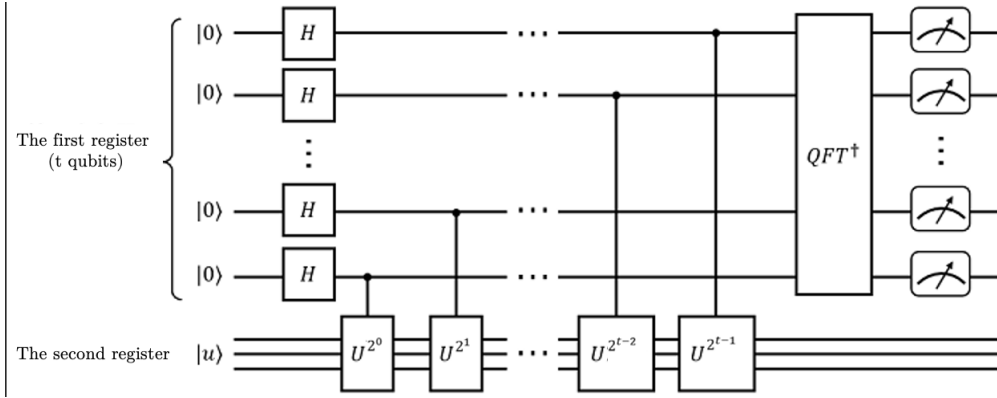 |0⟩ H ...
|0⟩ H ...
The first register
(t qubits)
⋮ QFT† ⋮
|0⟩ H ...
|0⟩ H ...
The second register |u⟩ U^{2^0} U^{2^1} ... U^{2^{t−2}} U^{2^{t−1}}